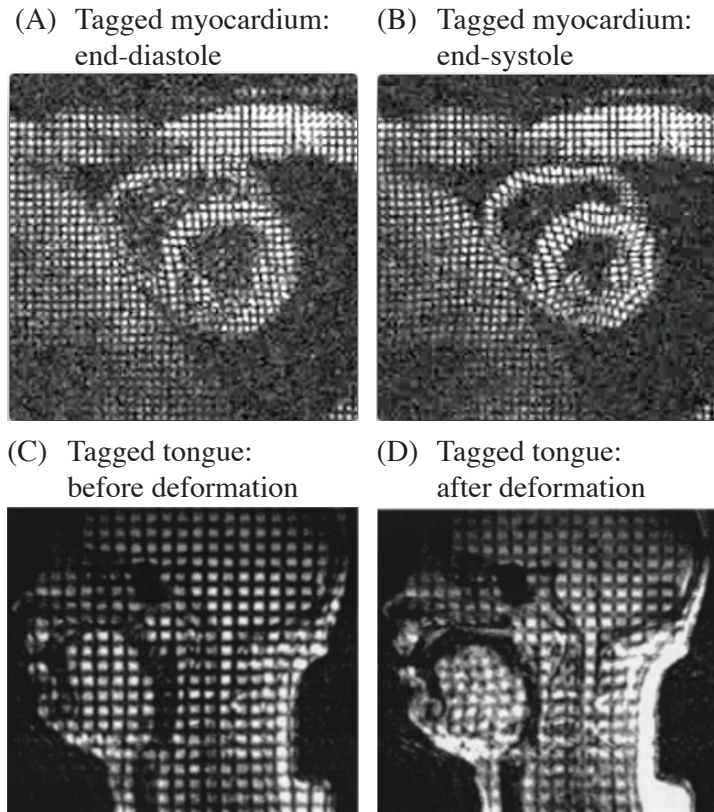 (A) Tagged myocardium:
end-diastole
(B) Tagged myocardium:
end-systole
(C) Tagged tongue:
before deformation
(D) Tagged tongue:
after deformation